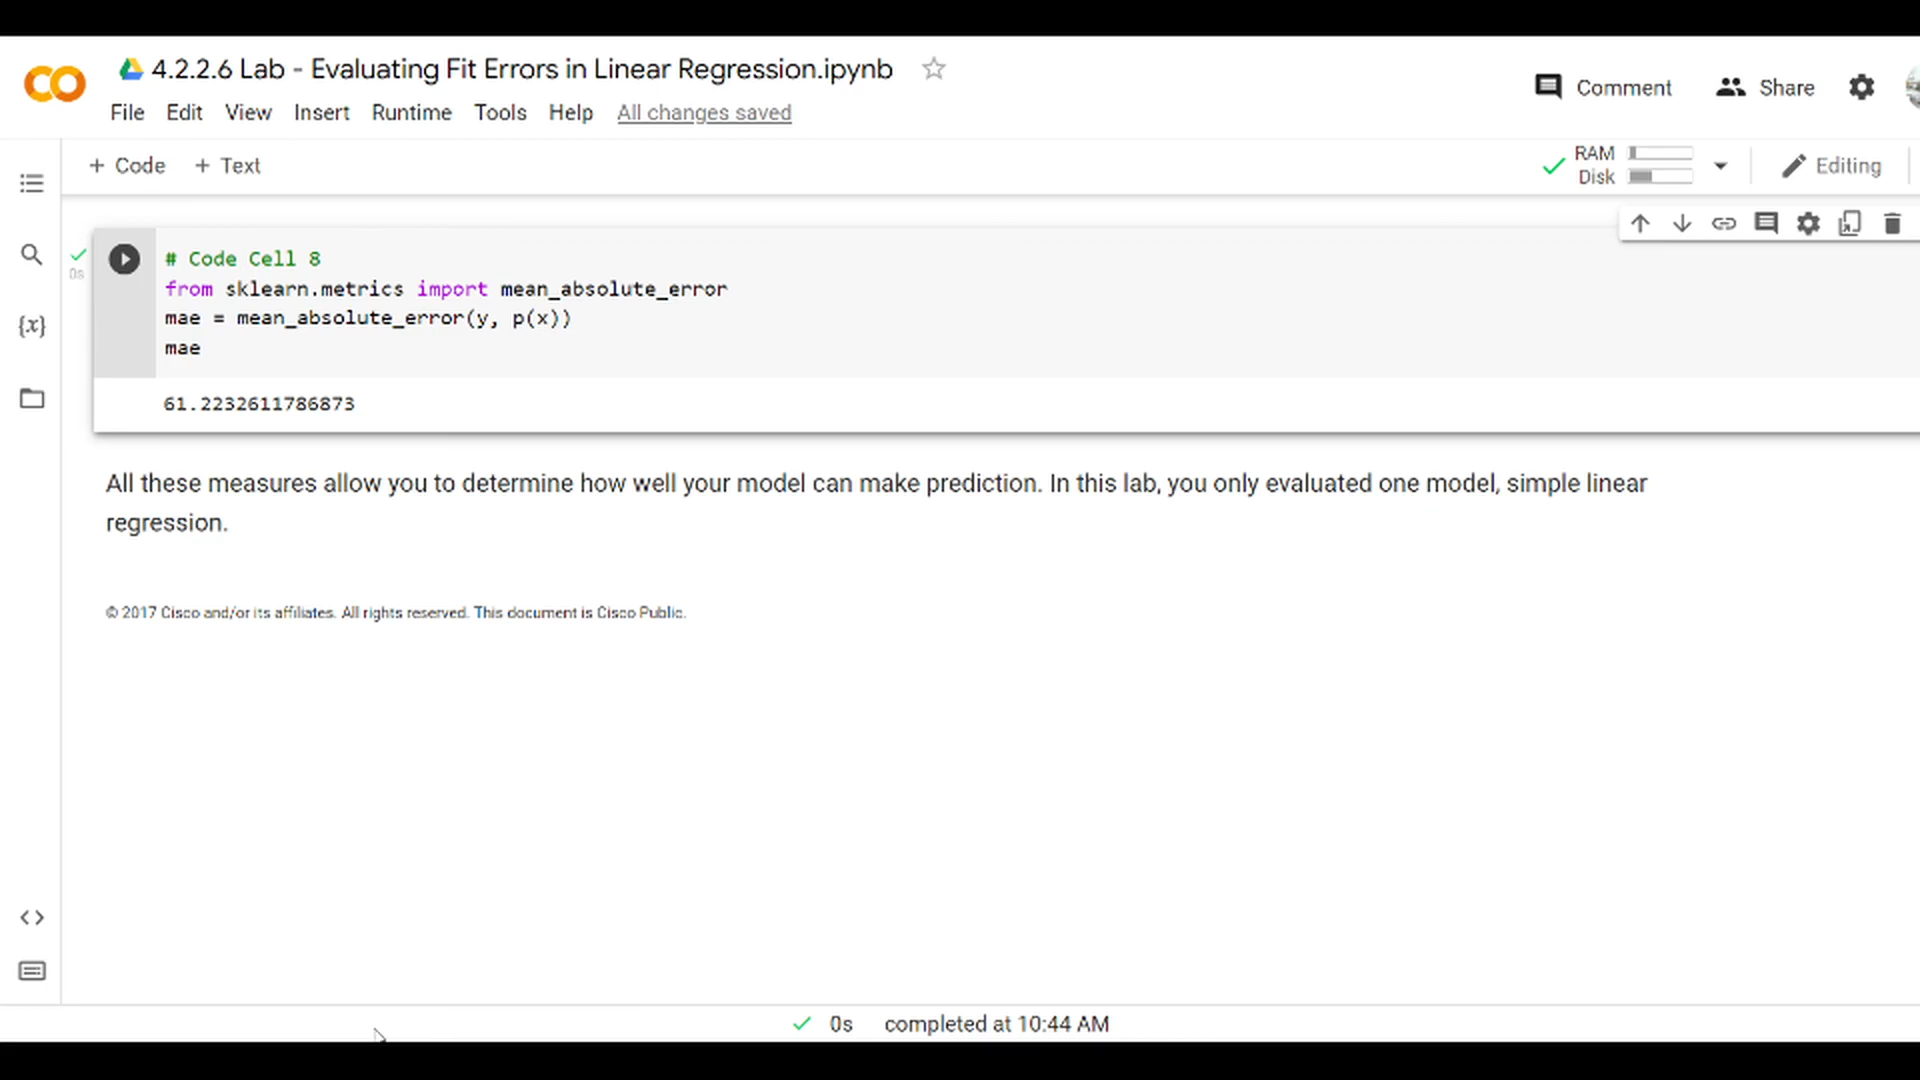 4.2.2.6 Lab - Evaluating Fit Errors in Linear Regression.ipynb
File Edit View Insert Runtime Tools Help All changes saved
Comment Share
+ Code + Text
RAM
Disk
Editing
{x}
0s
# Code Cell 8
from sklearn.metrics import mean_absolute_error
mae = mean_absolute_error(y, p(x))
mae
61.2232611786873
All these measures allow you to determine how well your model can make prediction. In this lab, you only evaluated one model, simple linear
regression.
© 2017 Cisco and/or its affiliates. All rights reserved. This document is Cisco Public.
0s completed at 10:44 AM